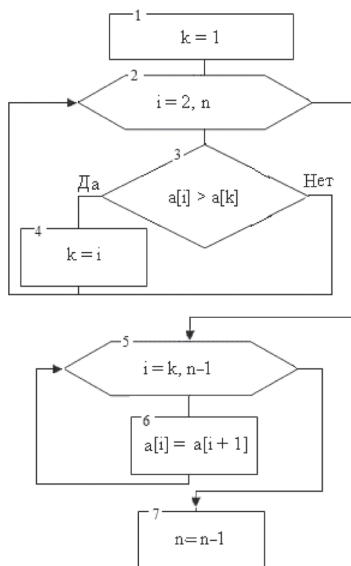 1
k = 1
2
i = 2, n
3
Да
Нет
a[i] > a[k]
4
k = i
5
i = k, n–1
6
a[i] = a[i + 1]
7
n= n–1